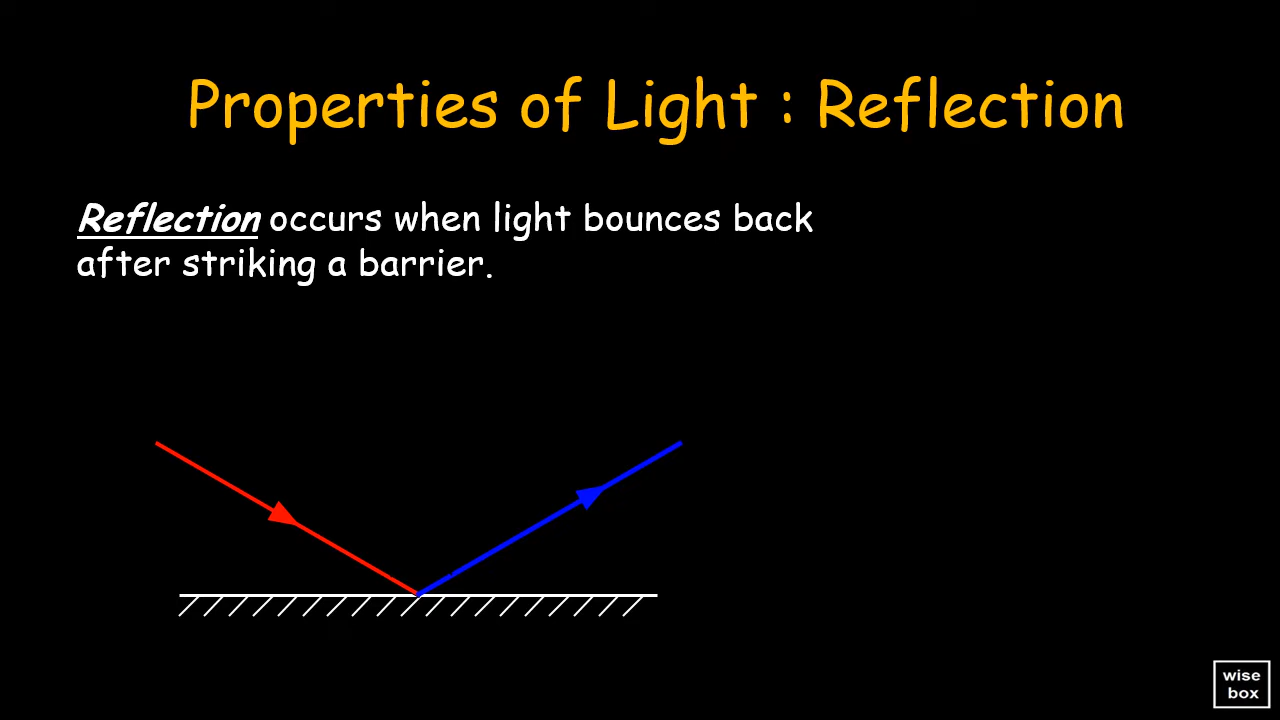 Properties of Light : Reflection
Reflection occurs when light bounces back
after striking a barrier.
wise
box